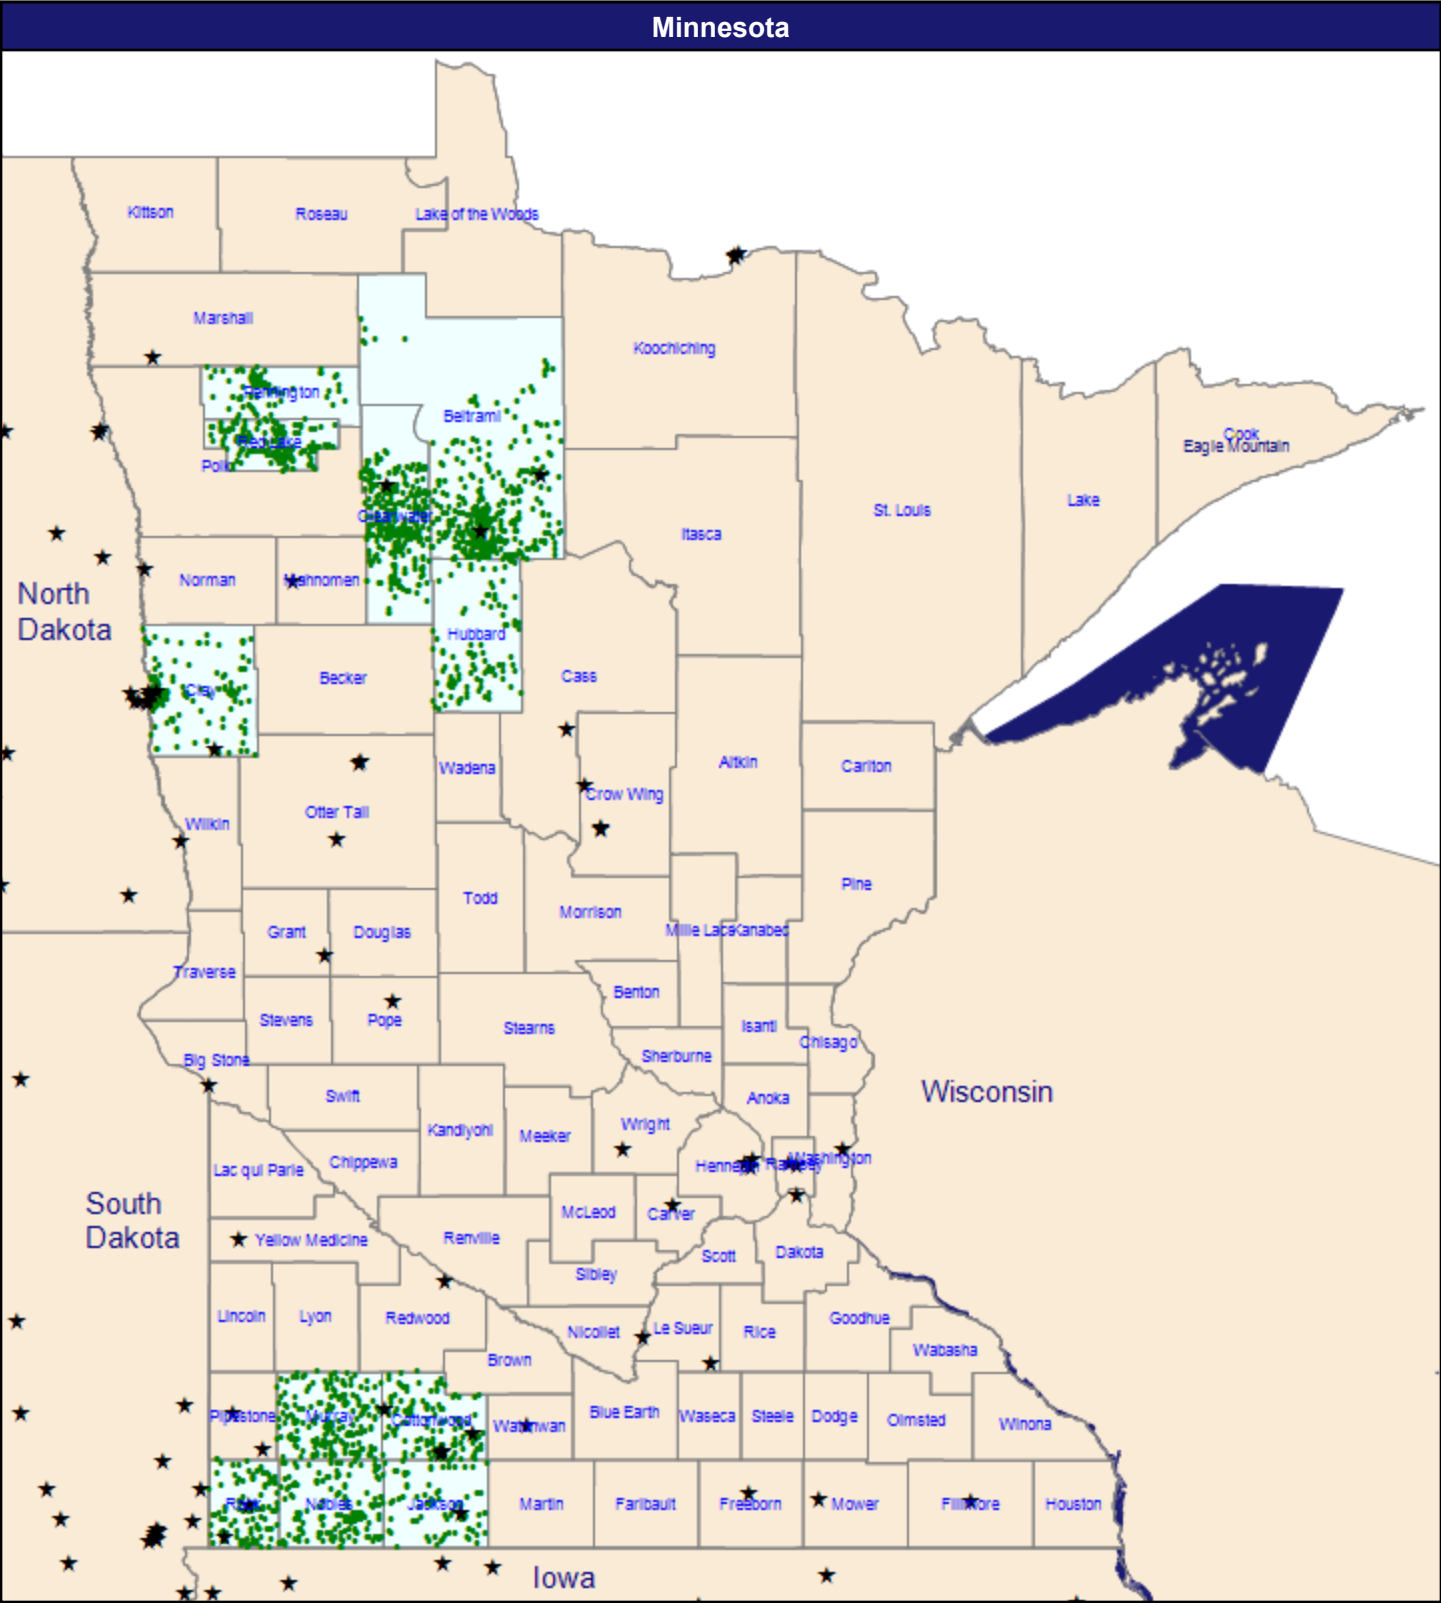 Minnesota
Kittson
Roseau
Lake of the Woods
Marshall
Koochiching
Pennington
Beltrami
Red Lake
Polk
Cook
Eagle Mountain
Lake
St. Louis
Clearwater
Itasca
North
Dakota
Norman
Mahnomen
Hubbard
Clay
Becker
Cass
Wadena
Aitkin
Carlton
Crow Wing
Otter Tail
Wilkin
Pine
Todd
Morrison
Grant
Douglas
Mille Lacs
Kanabec
Traverse
Benton
Stevens
Pope
Stearns
Isanti
Chisago
Big Stone
Sherburne
Swift
Anoka
Wisconsin
Kandiyohi
Meeker
Wright
Lac qui Parle
Chippewa
Hennepin
Ramsey
Washington
South
Dakota
McLeod
Carver
Yellow Medicine
Renville
Scott
Dakota
Sibley
Lincoln
Lyon
Redwood
Nicollet
Le Sueur
Rice
Goodhue
Brown
Wabasha
Pipestone
Murray
Cottonwood
Watonwan
Blue Earth
Waseca
Steele
Dodge
Olmsted
Winona
Rock
Nobles
Jackson
Martin
Faribault
Freeborn
Mower
Fillmore
Houston
Iowa